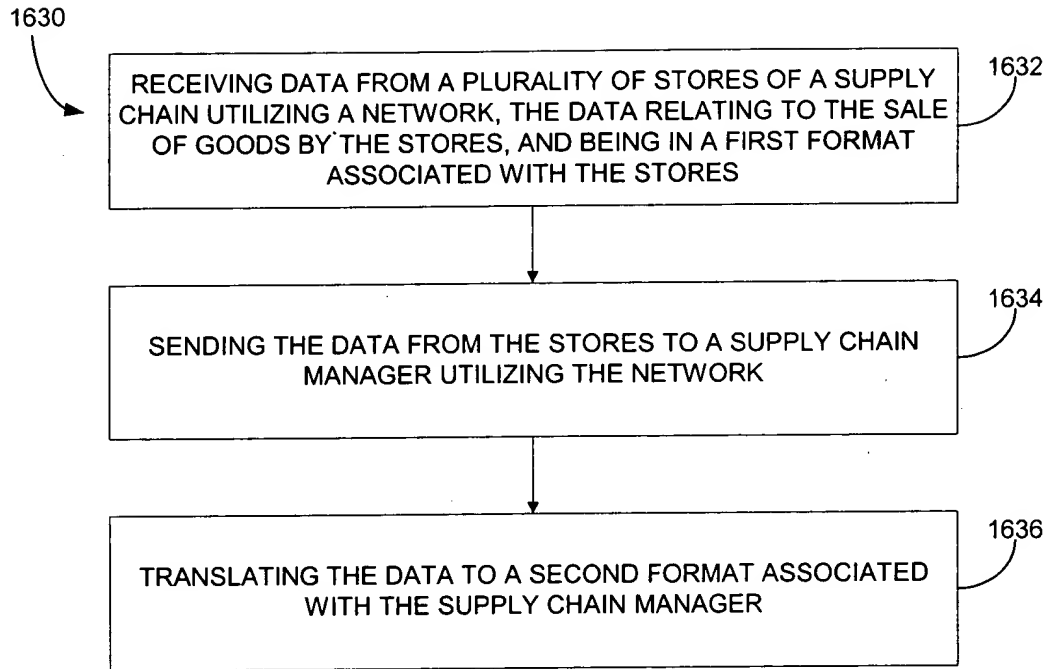 1630
RECEIVING DATA FROM A PLURALITY OF STORES OF A SUPPLY
CHAIN UTILIZING A NETWORK, THE DATA RELATING TO THE SALE
OF GOODS BY THE STORES, AND BEING IN A FIRST FORMAT
ASSOCIATED WITH THE STORES
1632
SENDING THE DATA FROM THE STORES TO A SUPPLY CHAIN
MANAGER UTILIZING THE NETWORK
1634
TRANSLATING THE DATA TO A SECOND FORMAT ASSOCIATED
WITH THE SUPPLY CHAIN MANAGER
1636